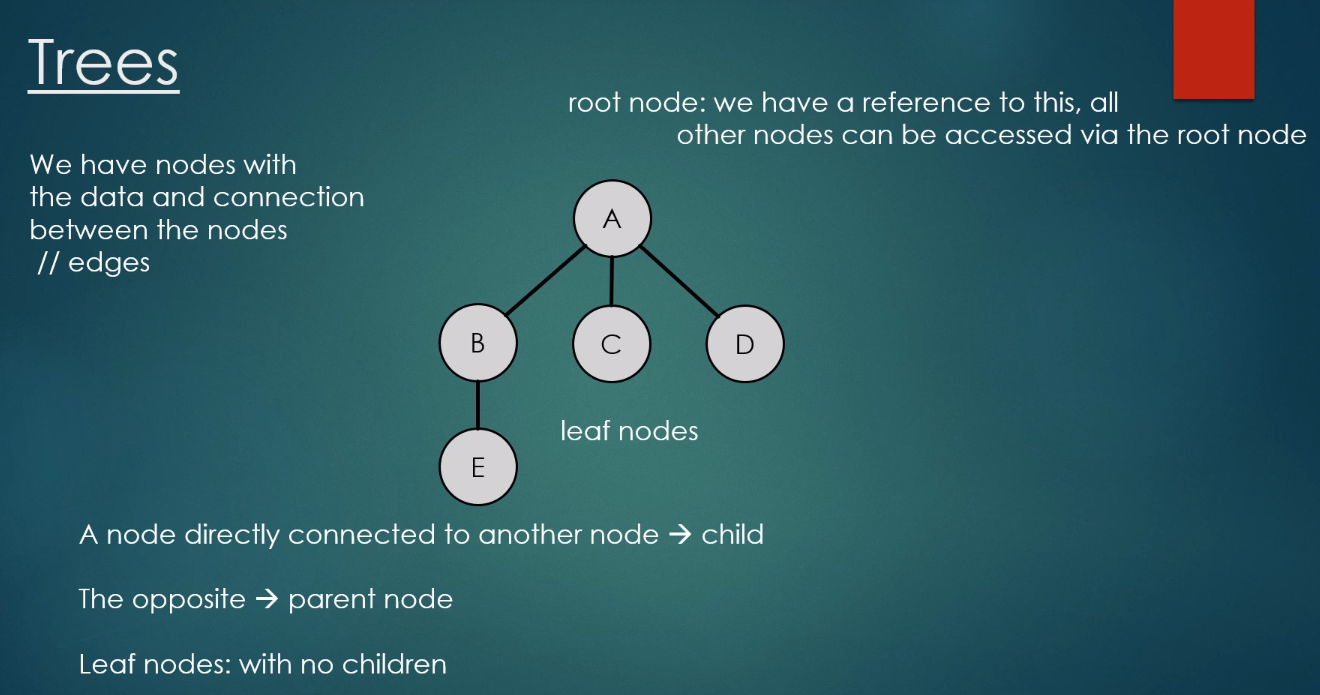 Trees
root node: we have a reference to this, all
other nodes can be accessed via the root node
We have nodes with
the data and connection
between the nodes
// edges
A
B
C
D
leaf nodes
E
A node directly connected to another node → child
The opposite → parent node
Leaf nodes: with no children